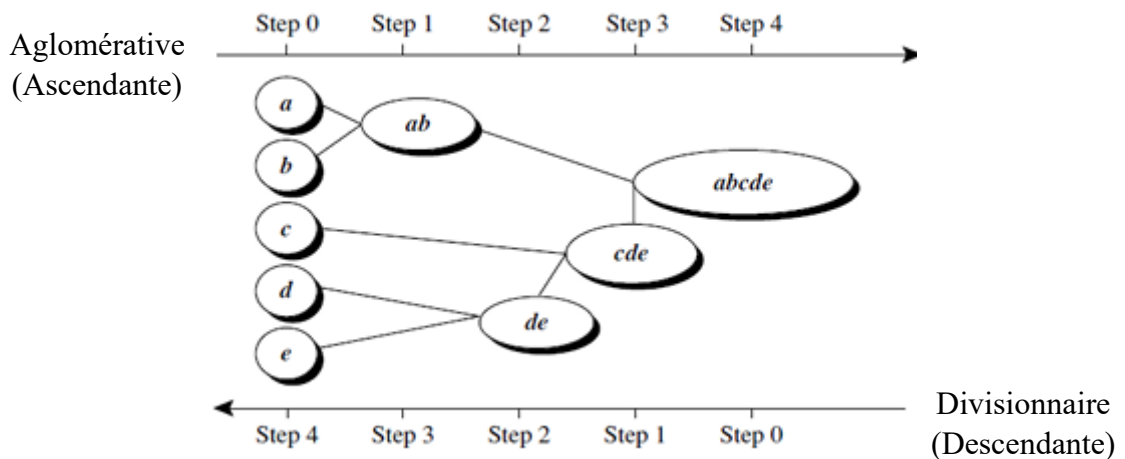 Step 0 Step 1 Step 2 Step 3 Step 4
Aglomérative
(Ascendante)
a
ab
b
abcde
c
cde
d
de
e
Divisionnaire
(Descendante)
Step 4 Step 3 Step 2 Step 1 Step 0